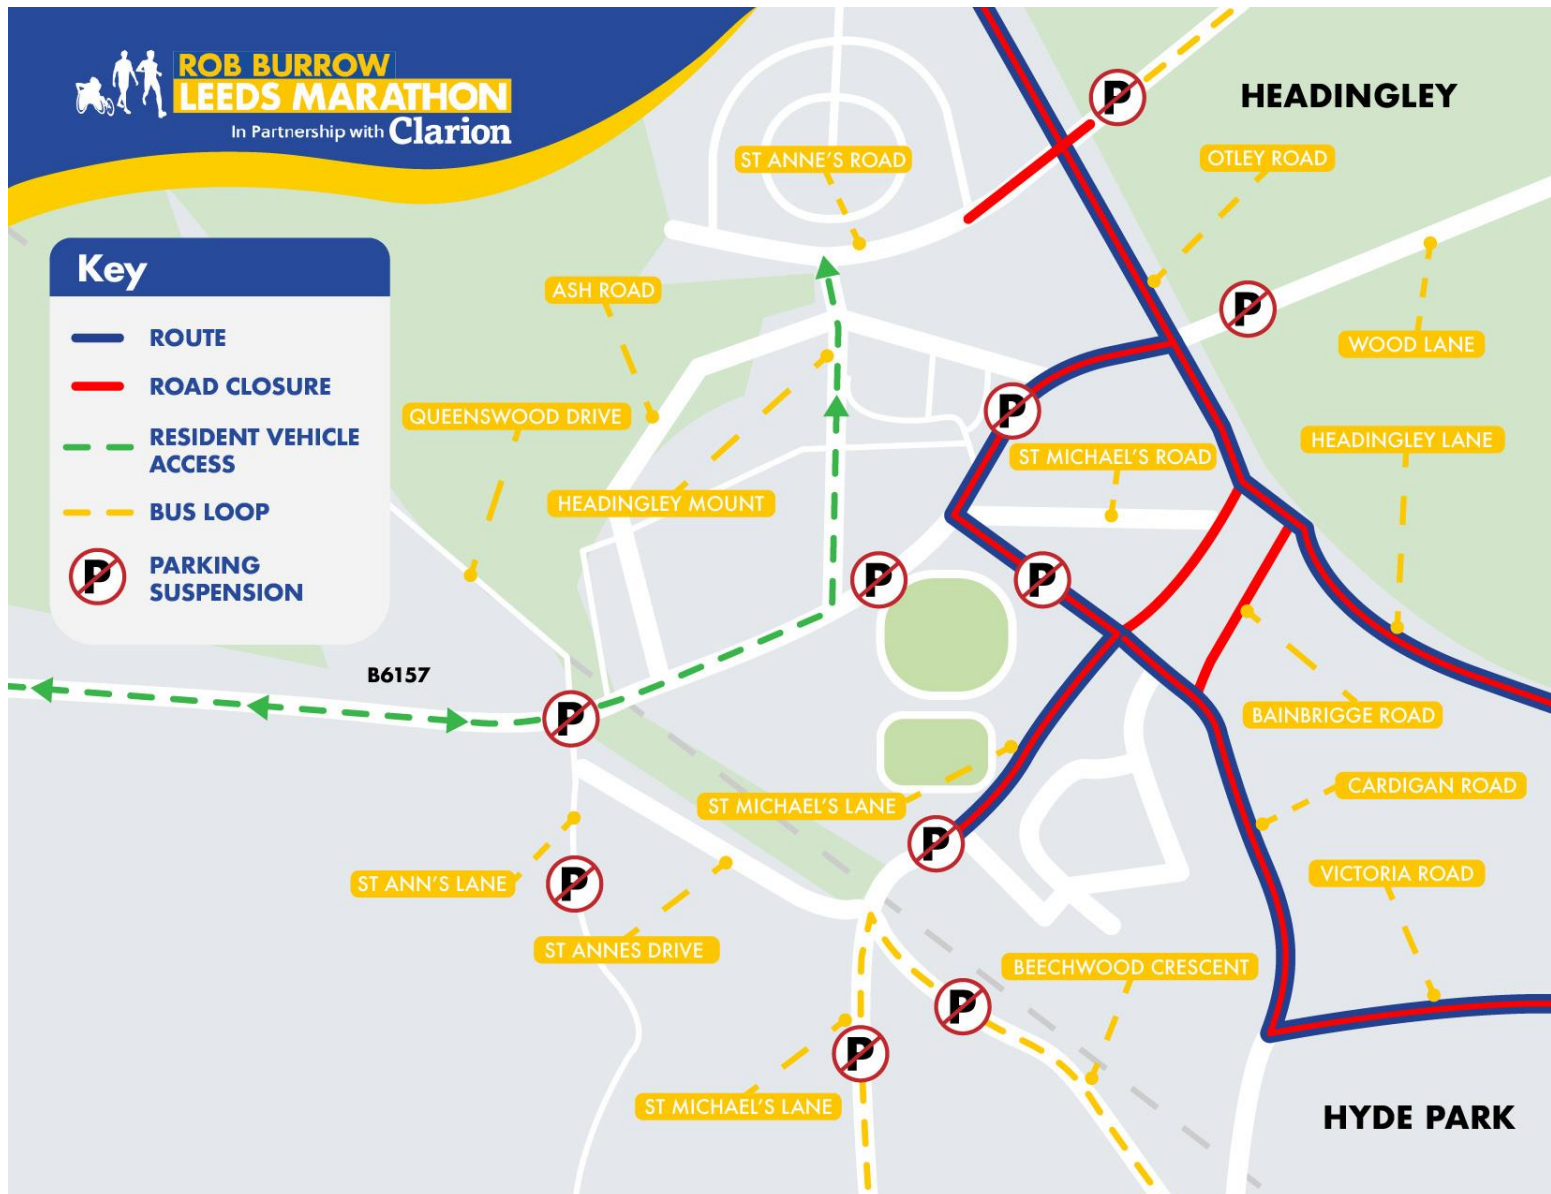 ROB BURROW
LEEDS MARATHON
In Partnership with Clarion
HEADINGLEY
P
ST ANNE'S ROAD
OTLEY ROAD
Key
ROUTE
ROAD CLOSURE
RESIDENT VEHICLE
ACCESS
BUS LOOP
P
PARKING
SUSPENSION
ASH ROAD
P
WOOD LANE
QUEENSWOOD DRIVE
P
HEADINGLEY LANE
ST MICHAEL'S ROAD
HEADINGLEY MOUNT
P
P
B6157
P
BAINBRIGGE ROAD
CARDIGAN ROAD
ST MICHAEL'S LANE
P
VICTORIA ROAD
ST ANN'S LANE
P
ST ANNES DRIVE
BEECHWOOD CRESCENT
P
P
ST MICHAEL'S LANE
HYDE PARK